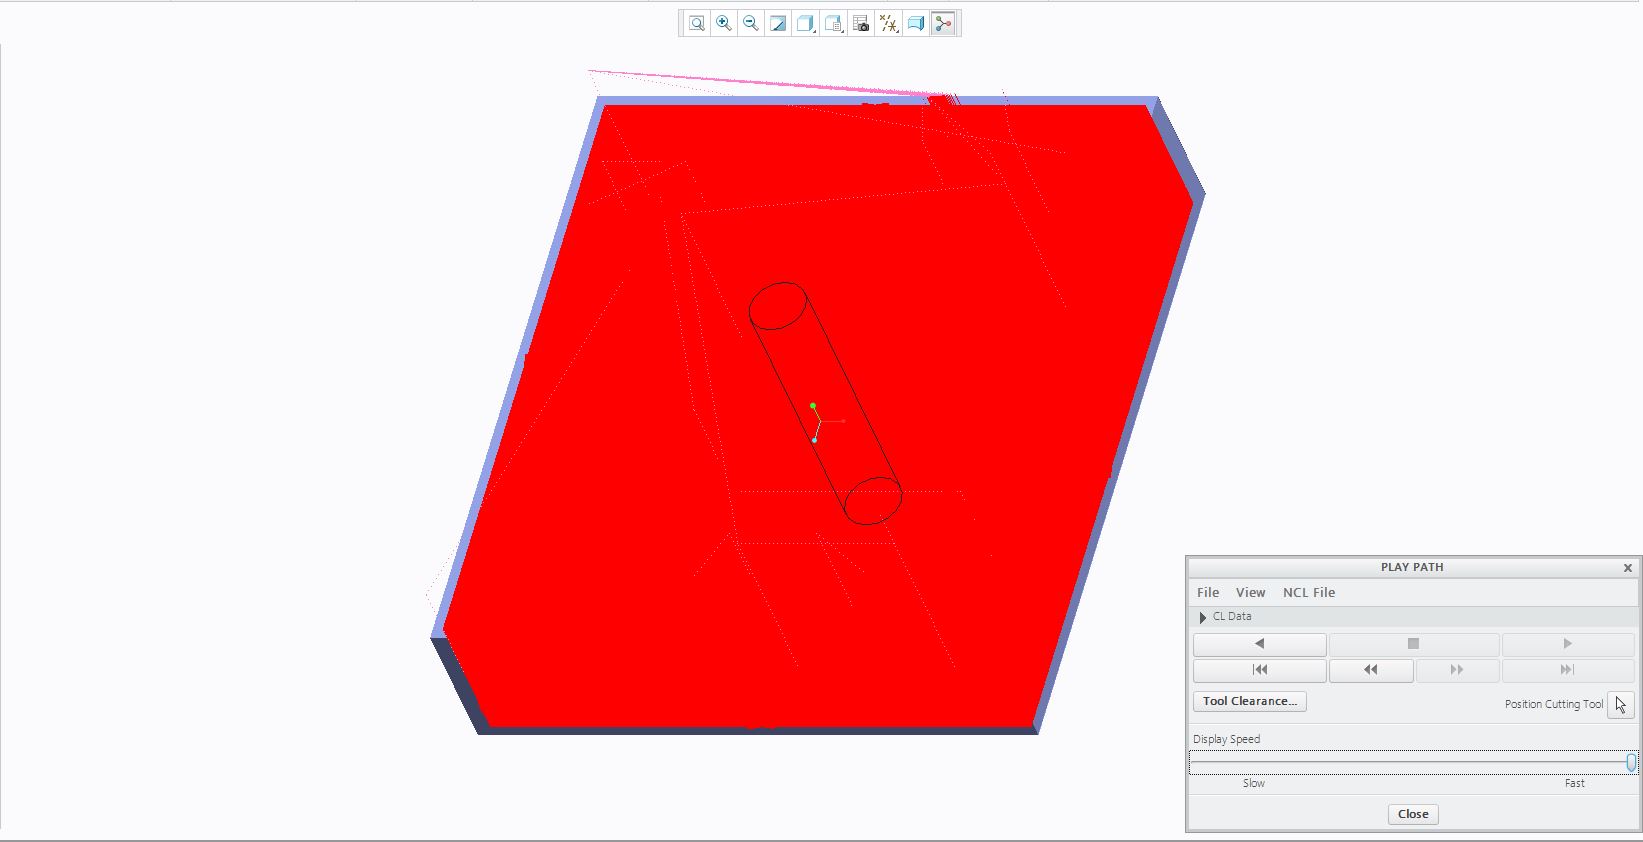 PLAY PATH
File View NCL File
CL Data
Tool Clearance...
Position Cutting Tool
Display Speed
Slow Fast
Close